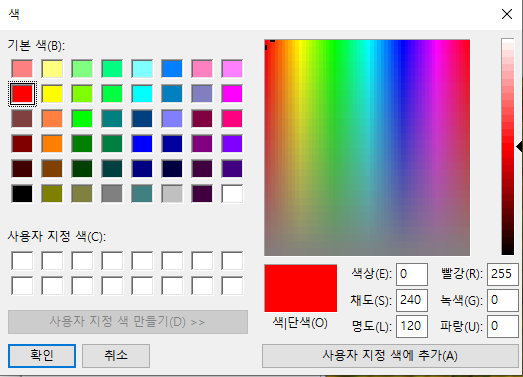 색
기본 색(B):
사용자 지정 색(C):
사용자 지정 색 만들기(D) >>
확인
취소
색|단색(O)
색상(E): 0
채도(S): 240
명도(L): 120
빨강(R): 255
녹색(G): 0
파랑(U): 0
사용자 지정 색에 추가(A)